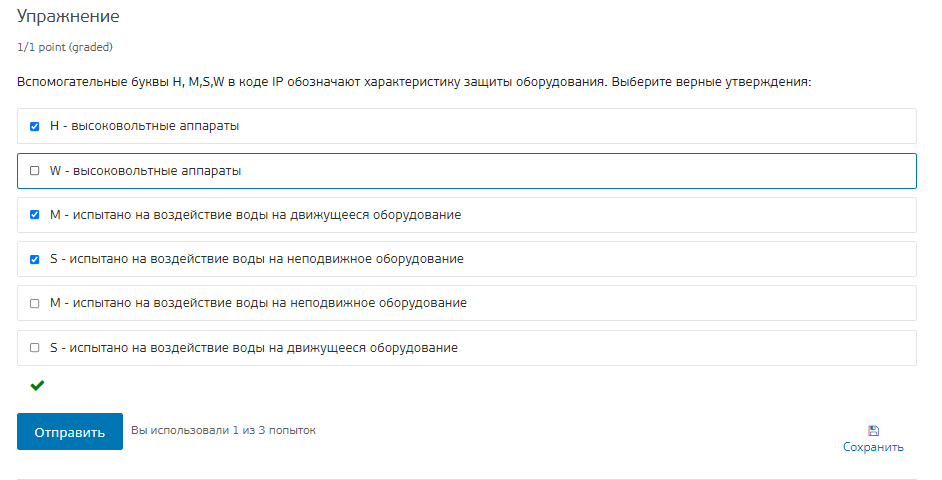 Упражнение
1/1 point (graded)
Вспомогательные буквы H, M,S,W в коде IP обозначают характеристику защиты оборудования. Выберите верные утверждения:
H - высоковольтные аппараты
W - высоковольтные аппараты
M - испытано на воздействие воды на движущееся оборудование
S - испытано на воздействие воды на неподвижное оборудование
M - испытано на воздействие воды на неподвижное оборудование
S - испытано на воздействие воды на движущееся оборудование
Отправить Вы использовали 1 из 3 попыток
Сохранить